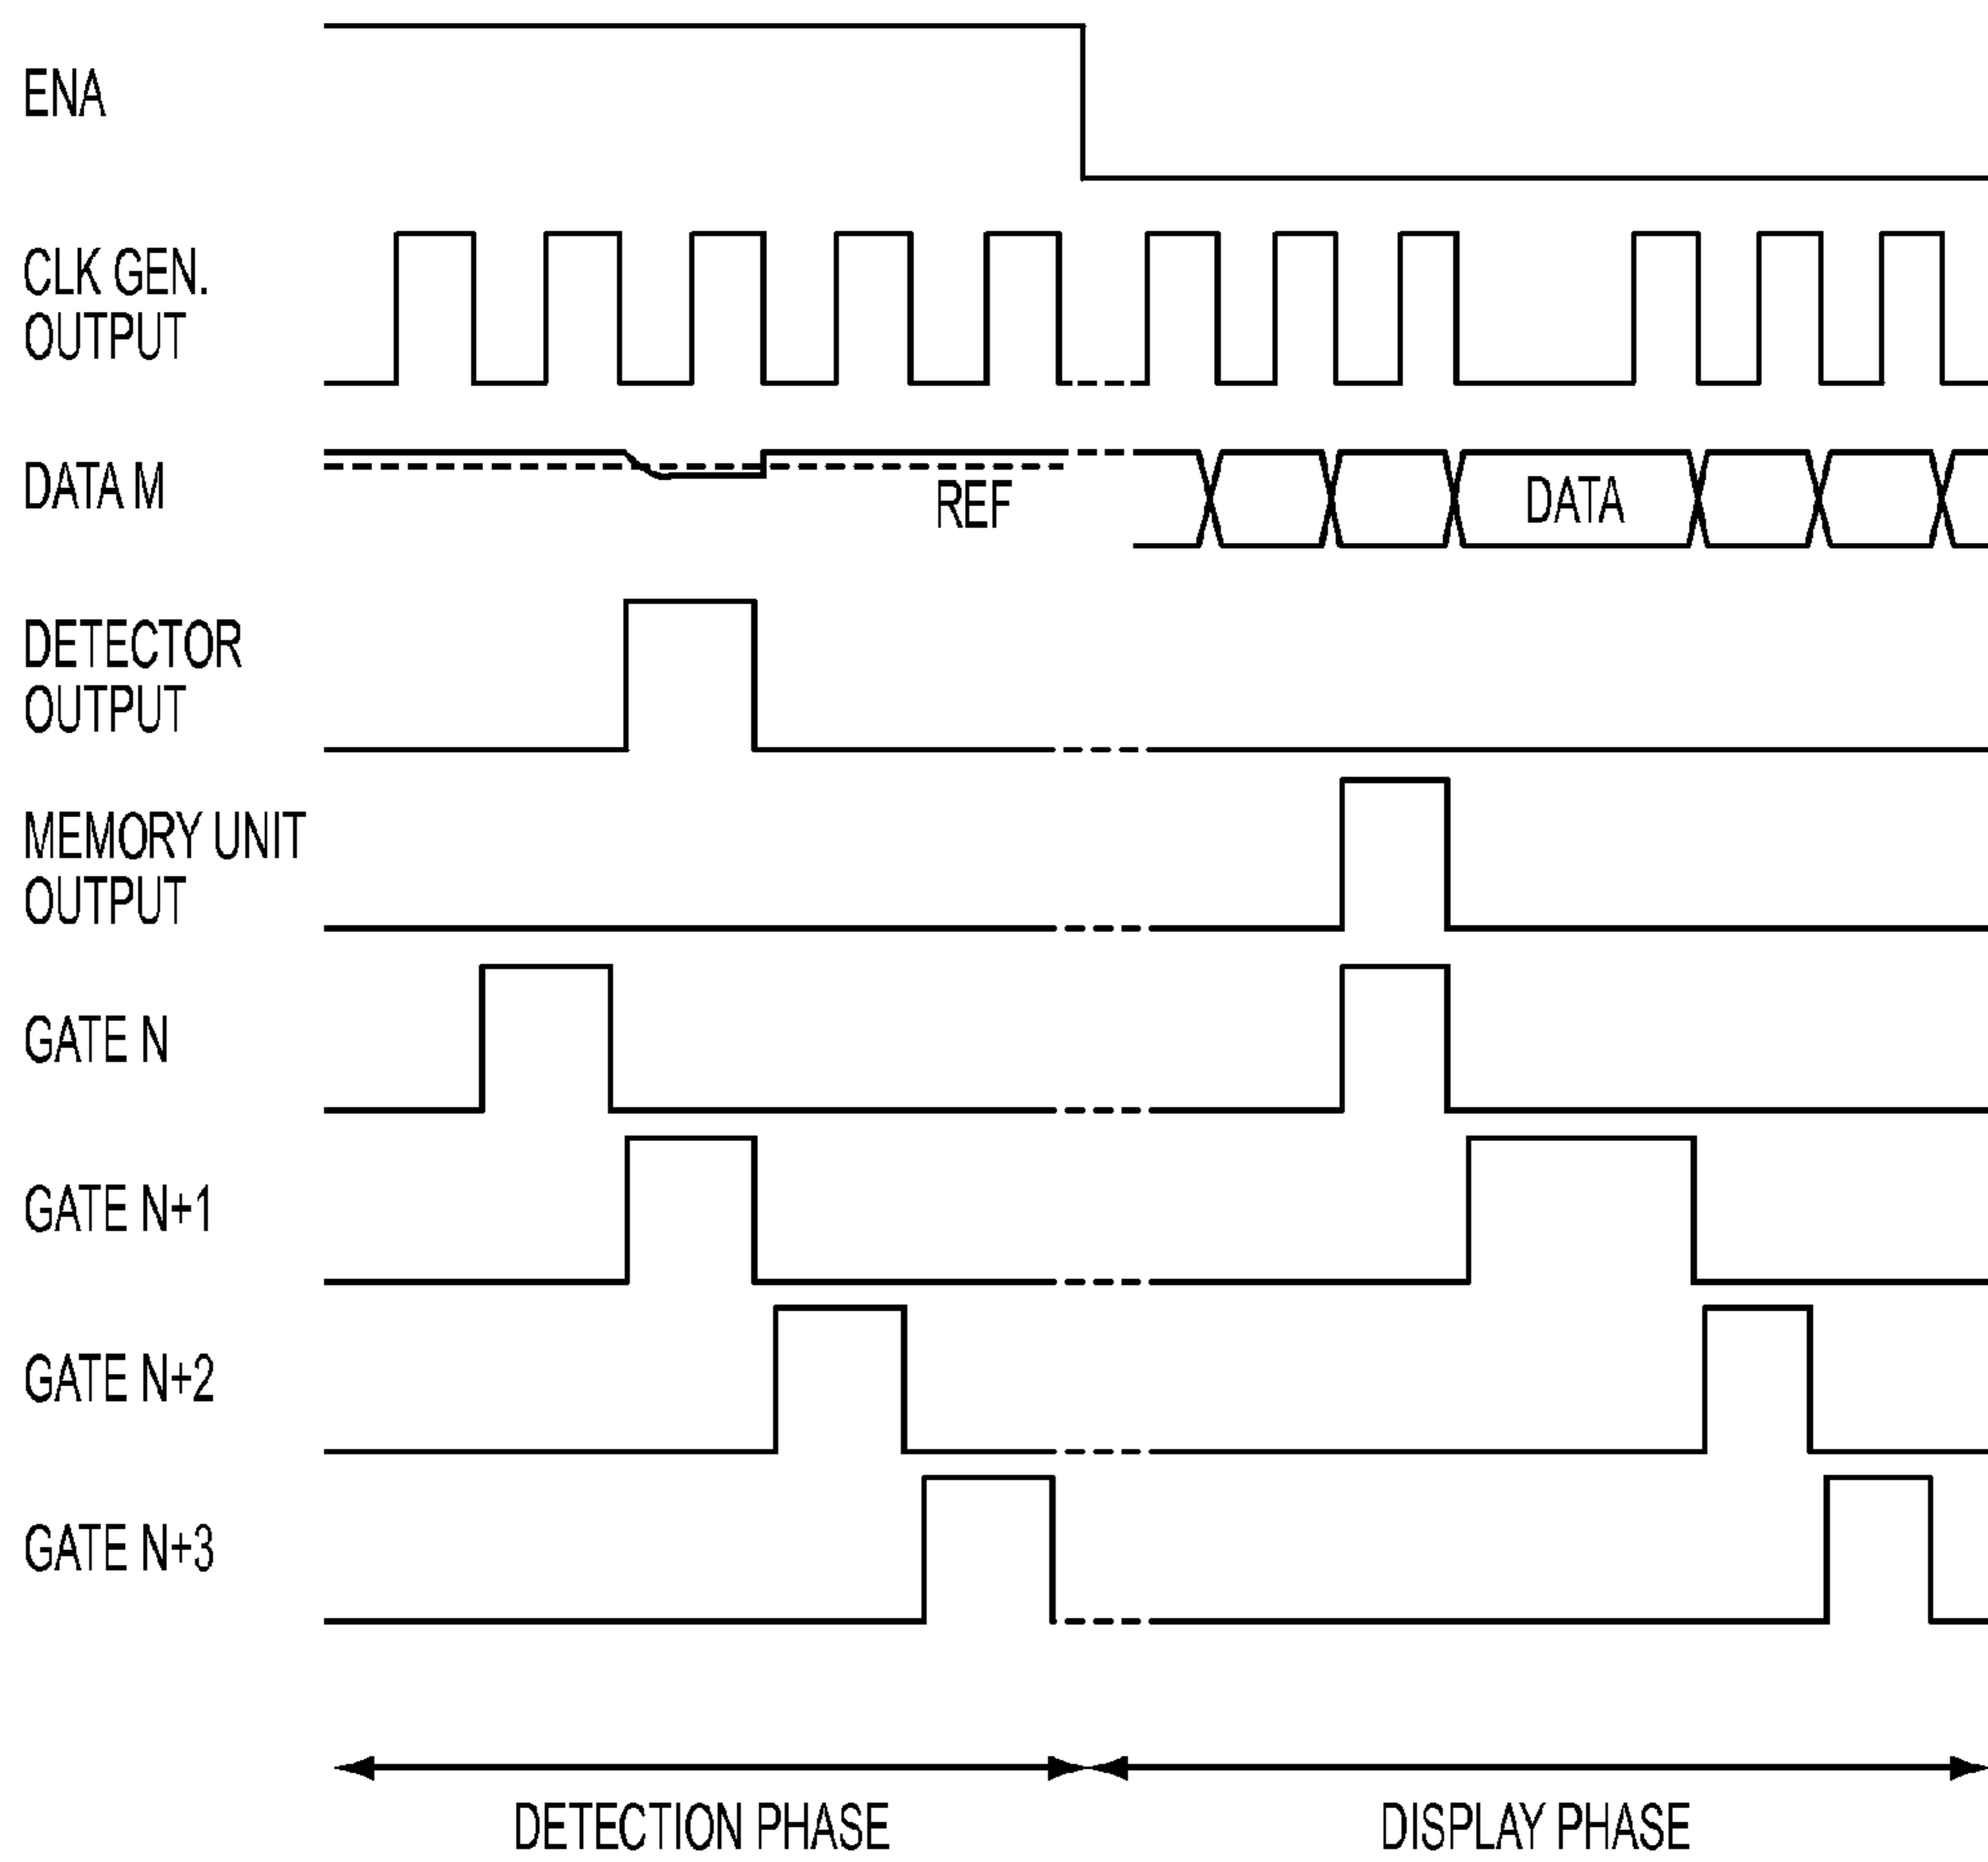 ENA
CLK GEN.
OUTPUT
DATA M
REF
DATA
DETECTOR
OUTPUT
MEMORY UNIT
OUTPUT
GATE N
GATE N+1
GATE N+2
GATE N+3
DETECTION PHASE
DISPLAY PHASE